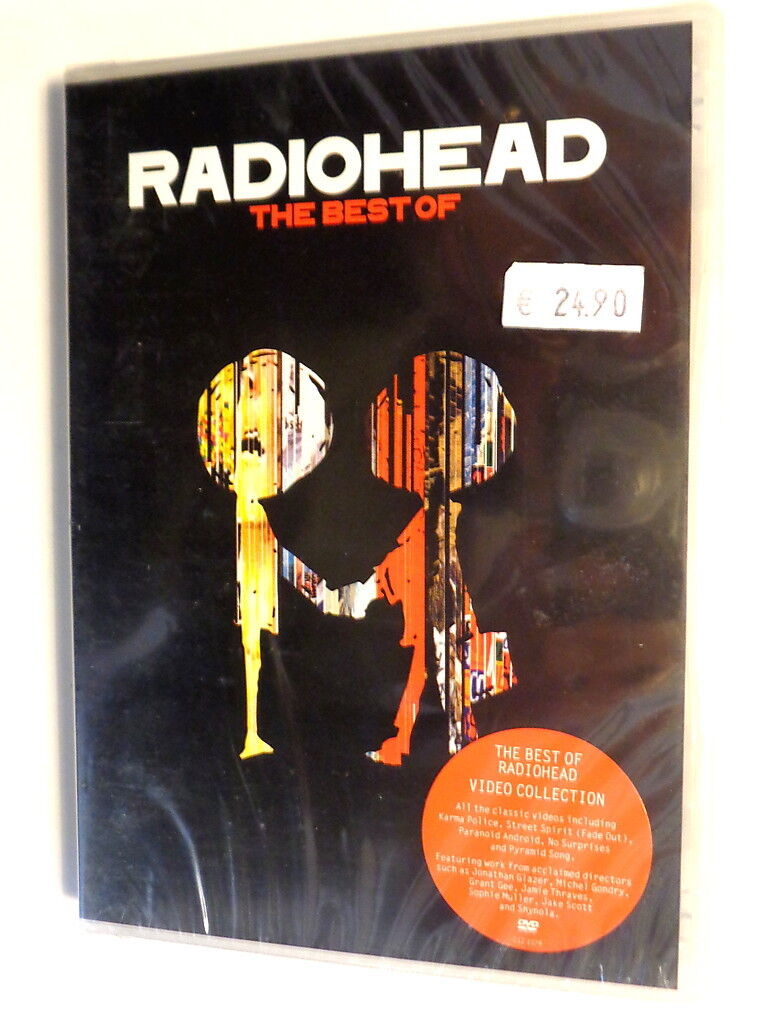 RADIOHEAD
THE BEST OF
€ 24.90
THE BEST OF
RADIOHEAD
VIDEO COLLECTION
All the classic videos including
Karma Police, Street Spirit (Fade Out),
Paranoid Android, No Surprises
and Pyramid Song.
Featuring work from acclaimed directors
such as Jonathan Glazer, Michel Gondry,
Grant Gee, Jamie Thraves,
Sophie Muller, Jake Scott
and Shynola.
DVD